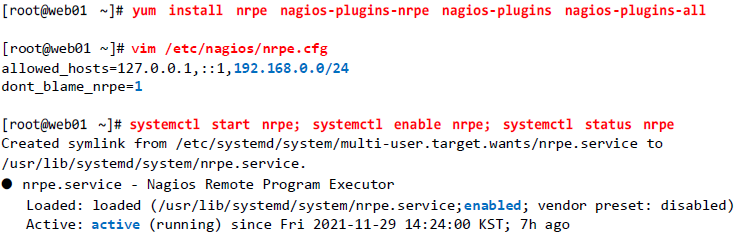 [root@web01 ~]# yum install nrpe nagios-plugins-nrpe nagios-plugins nagios-plugins-all
[root@web01 ~]# vim /etc/nagios/nrpe.cfg
allowed_hosts=127.0.0.1,::1,192.168.0.0/24
dont_blame_nrpe=1
[root@web01 ~]# systemctl start nrpe; systemctl enable nrpe; systemctl status nrpe
Created symlink from /etc/systemd/system/multi-user.target.wants/nrpe.service to
/usr/lib/systemd/system/nrpe.service.
● nrpe.service - Nagios Remote Program Executor
Loaded: loaded (/usr/lib/systemd/system/nrpe.service;enabled; vendor preset: disabled)
Active: active (running) since Fri 2021-11-29 14:24:00 KST; 7h ago